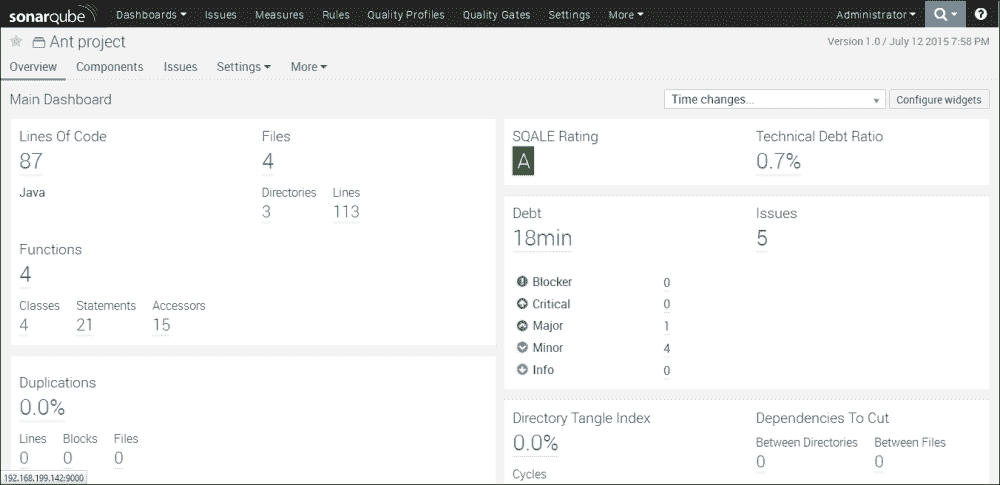 sonarqube Dashboards Issues Measures Rules Quality Profiles Quality Gates Settings More Administrator
Ant project
Version 1.0 / July 12 2015 7:58 PM
Overview Components Issues Settings More
Main Dashboard
Time changes... Configure widgets
Lines Of Code Files
87 4
Java
Directories Lines
3 113
Functions
4
Classes Statements Accessors
4 21 15
Duplications
0.0%
Lines Blocks Files
0 0 0
SQALE Rating Technical Debt Ratio
A 0.7%
Debt Issues
18min 5
Blocker 0
Critical 0
Major 1
Minor 4
Info 0
Directory Tangle Index Dependencies To Cut
0.0% Between Directories Between Files
0 0
Cycles
192.168.199.142:9000